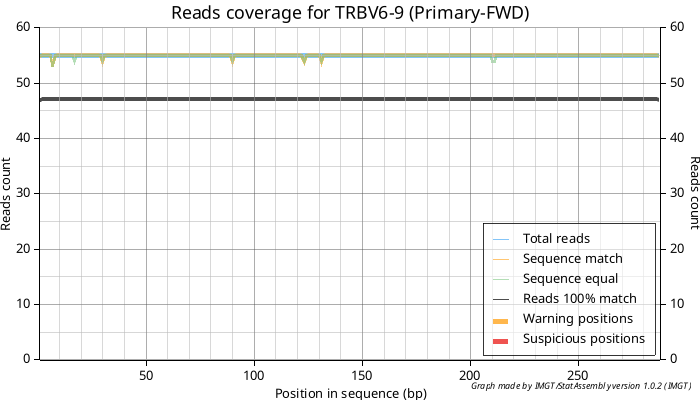 Reads coverage for TRBV6-9 (Primary-FWD)
60 60
50 50
40 40
30 30
20 20
10 10
0 0
Reads count
Reads count
Total reads
Sequence match
Sequence equal
Reads 100% match
Warning positions
Suspicious positions
50 100 150 200 250
Position in sequence (bp)
Graph made by IMGT/StatAssembly version 1.0.2 (IMGT)